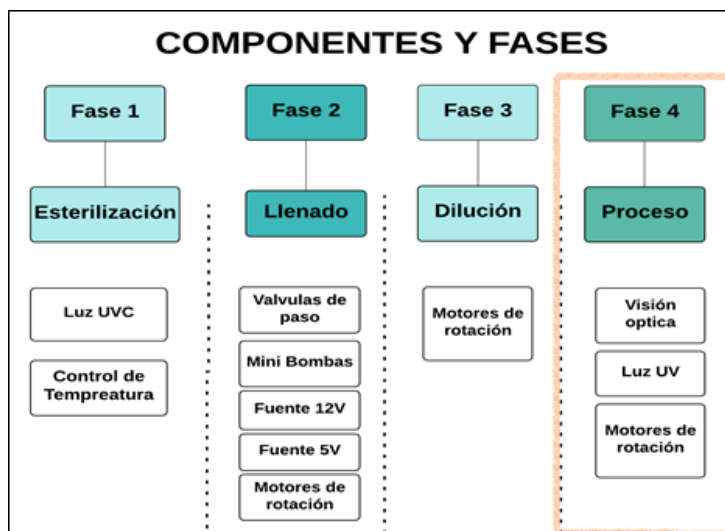 COMPONENTES Y FASES
Fase 1
Fase 2
Fase 3
Fase 4
Esterilización
Llenado
Dilución
Proceso
Luz UVC
Control de
Tempreatura
Valvulas de
paso
Mini Bombas
Fuente 12V
Fuente 5V
Motores de
rotación
Motores de
rotación
Visión
optica
Luz UV
Motores de
rotación